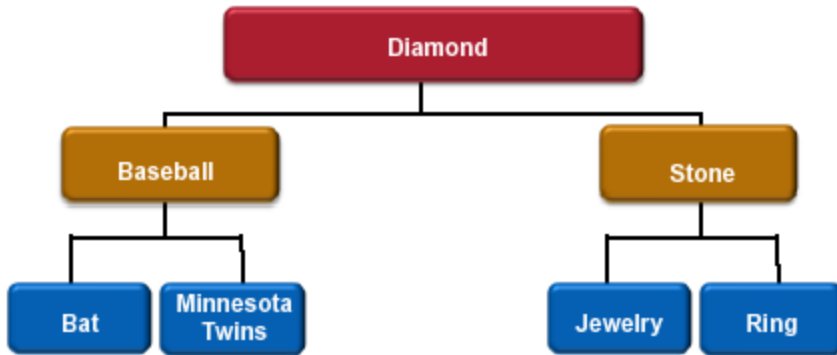 Diamond
Baseball
Stone
Bat
Minnesota
Twins
Jewelry
Ring